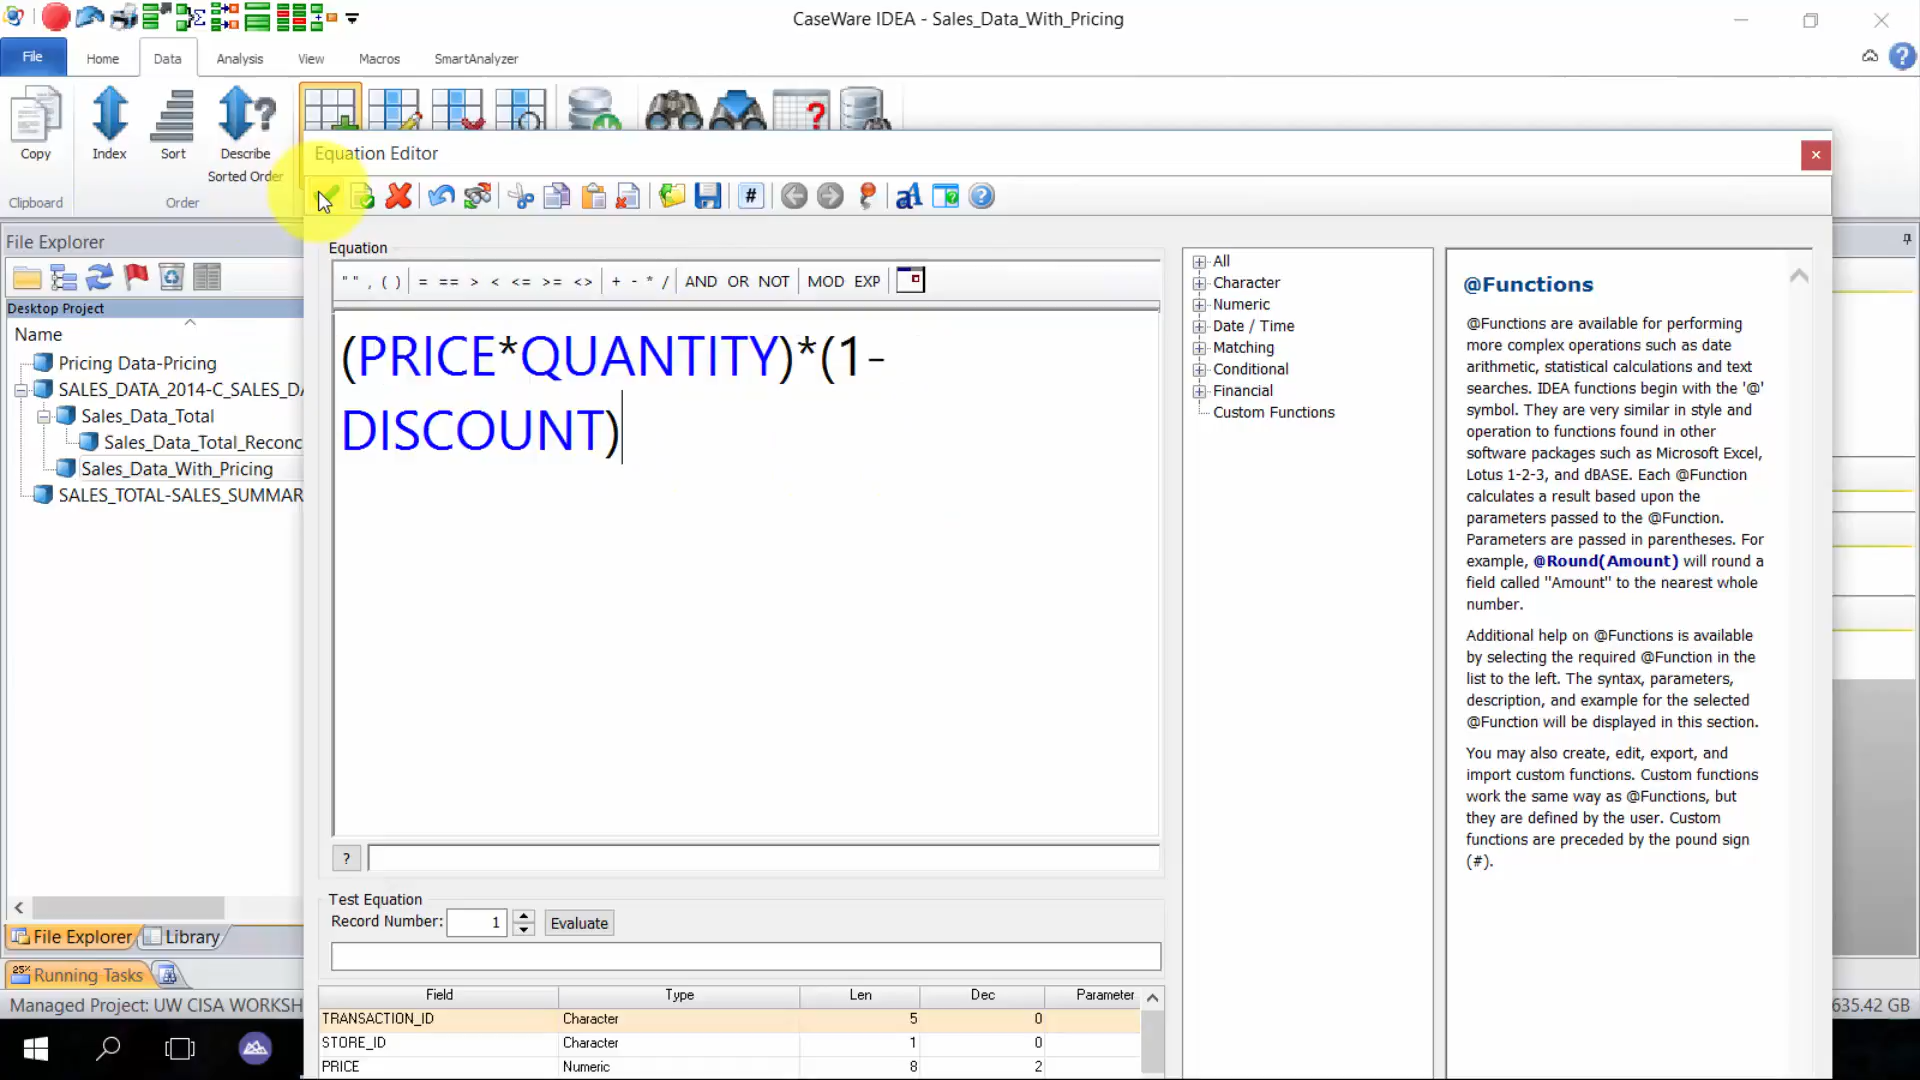 CaseWare IDEA - Sales_Data_With_Pricing
File
Home
Data
Analysis
View
Macros
SmartAnalyzer
Copy
Index
Sort
Describe
Sorted Order
Clipboard
Order
Equation Editor
File Explorer
Desktop Project
Name
Pricing Data-Pricing
SALES_DATA_2014-C_SALES_DA
Sales_Data_Total
Sales_Data_Total_Reconc
Sales_Data_With_Pricing
SALES_TOTAL-SALES_SUMMAR
Equation
" " , ( ) = == > < <= >= <> + - * / AND OR NOT MOD EXP
(PRICE*QUANTITY)*(1-
DISCOUNT)
?
Test Equation
Record Number: 1 Evaluate
Field Type Len Dec Parameter
TRANSACTION_ID Character 5 0
STORE_ID Character 1 0
PRICE Numeric 8 2
All
Character
Numeric
Date / Time
Matching
Conditional
Financial
Custom Functions
@Functions
@Functions are available for performing
more complex operations such as date
arithmetic, statistical calculations and text
searches. IDEA functions begin with the '@'
symbol. They are very similar in style and
operation to functions found in other
software packages such as Microsoft Excel,
Lotus 1-2-3, and dBASE. Each @Function
calculates a result based upon the
parameters passed to the @Function.
Parameters are passed in parentheses. For
example, @Round(Amount) will round a
field called "Amount" to the nearest whole
number.
Additional help on @Functions is available
by selecting the required @Function in the
list to the left. The syntax, parameters,
description, and example for the selected
@Function will be displayed in this section.
You may also create, edit, export, and
import custom functions. Custom functions
work the same way as @Functions, but
they are defined by the user. Custom
functions are preceded by the pound sign
(#).
File Explorer
Library
25%
Running Tasks
Managed Project: UW CISA WORKSH
635.42 GB